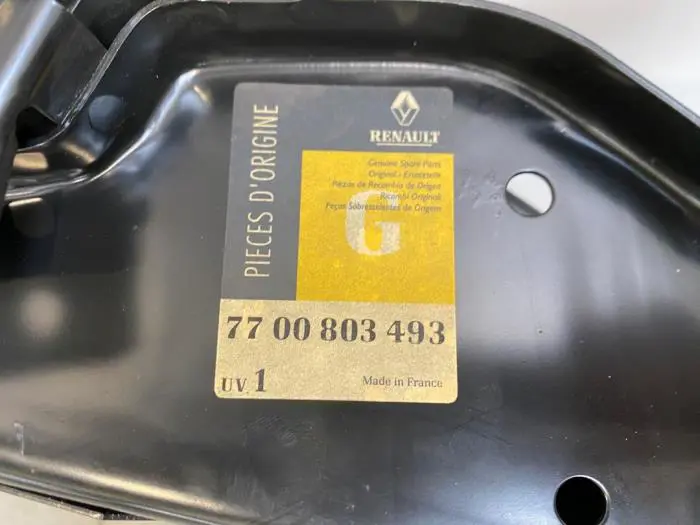 PIECES D'ORIGINE
RENAULT
Genuine Spare Parts
Original - Ersatzteile
Piezas de Recambio de Origen
Ricambi Originali
Peças Sobressalentes de Origem
G
77 00 803 493
UV. 1
Made in France